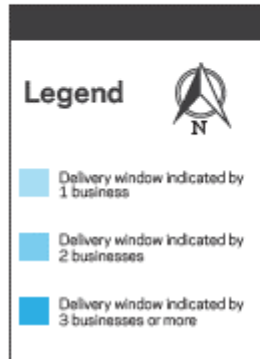 Legend
N
Delivery window indicated by
1 business
Delivery window indicated by
2 businesses
Delivery window indicated by
3 businesses or more